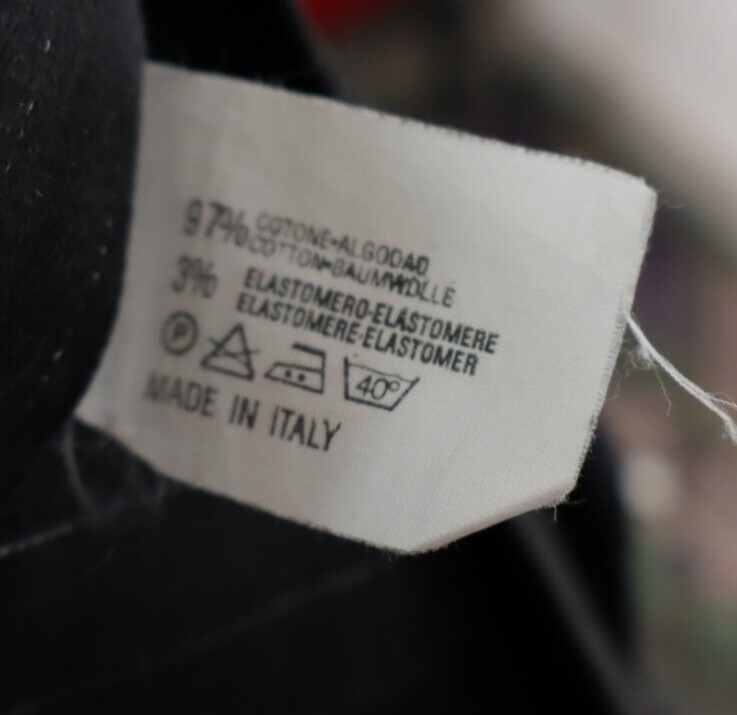 97% COTONE-ALGODAO
COTTON-BAUMWOLLE
3% ELASTOMERO-ELASTOMERE
ELASTOMERE-ELASTOMER
P 40°
MADE IN ITALY